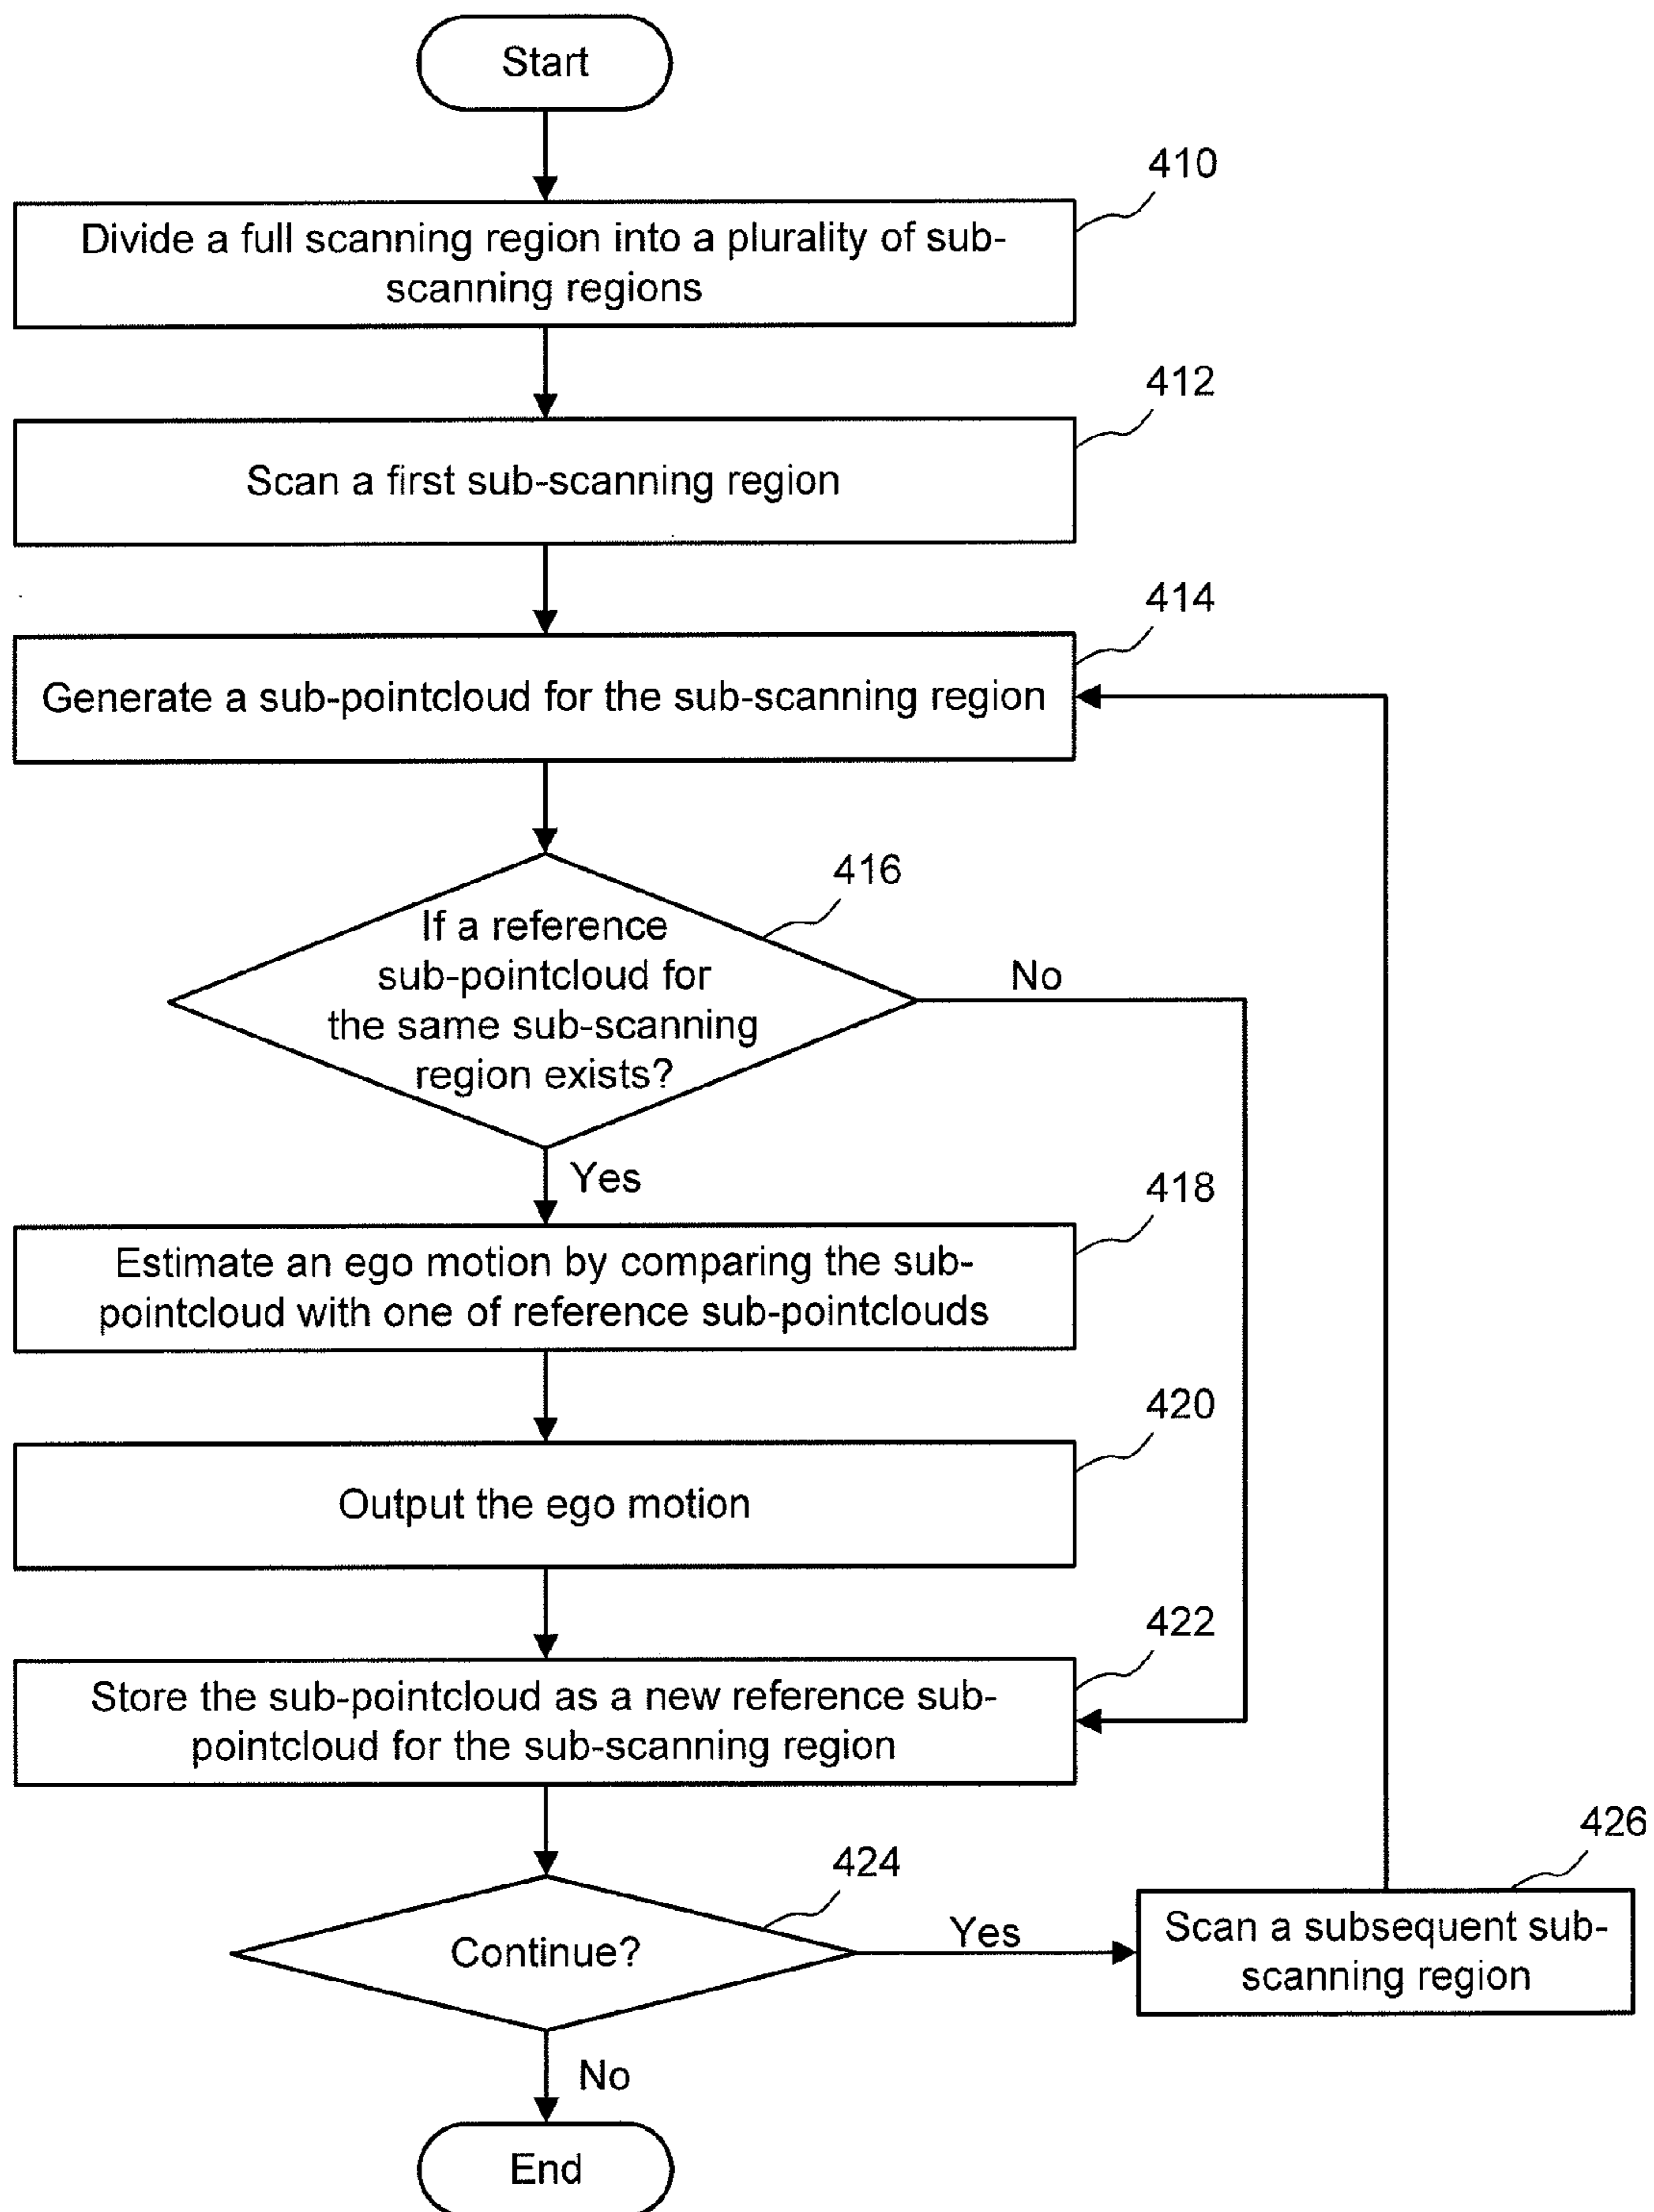 Start
410
Divide a full scanning region into a plurality of sub-
scanning regions
412
Scan a first sub-scanning region
414
Generate a sub-pointcloud for the sub-scanning region
416
If a reference
sub-pointcloud for
the same sub-scanning
region exists?
No
Yes
418
Estimate an ego motion by comparing the sub-
pointcloud with one of reference sub-pointclouds
420
Output the ego motion
422
Store the sub-pointcloud as a new reference sub-
pointcloud for the sub-scanning region
424
Continue?
Yes
426
Scan a subsequent sub-
scanning region
No
End